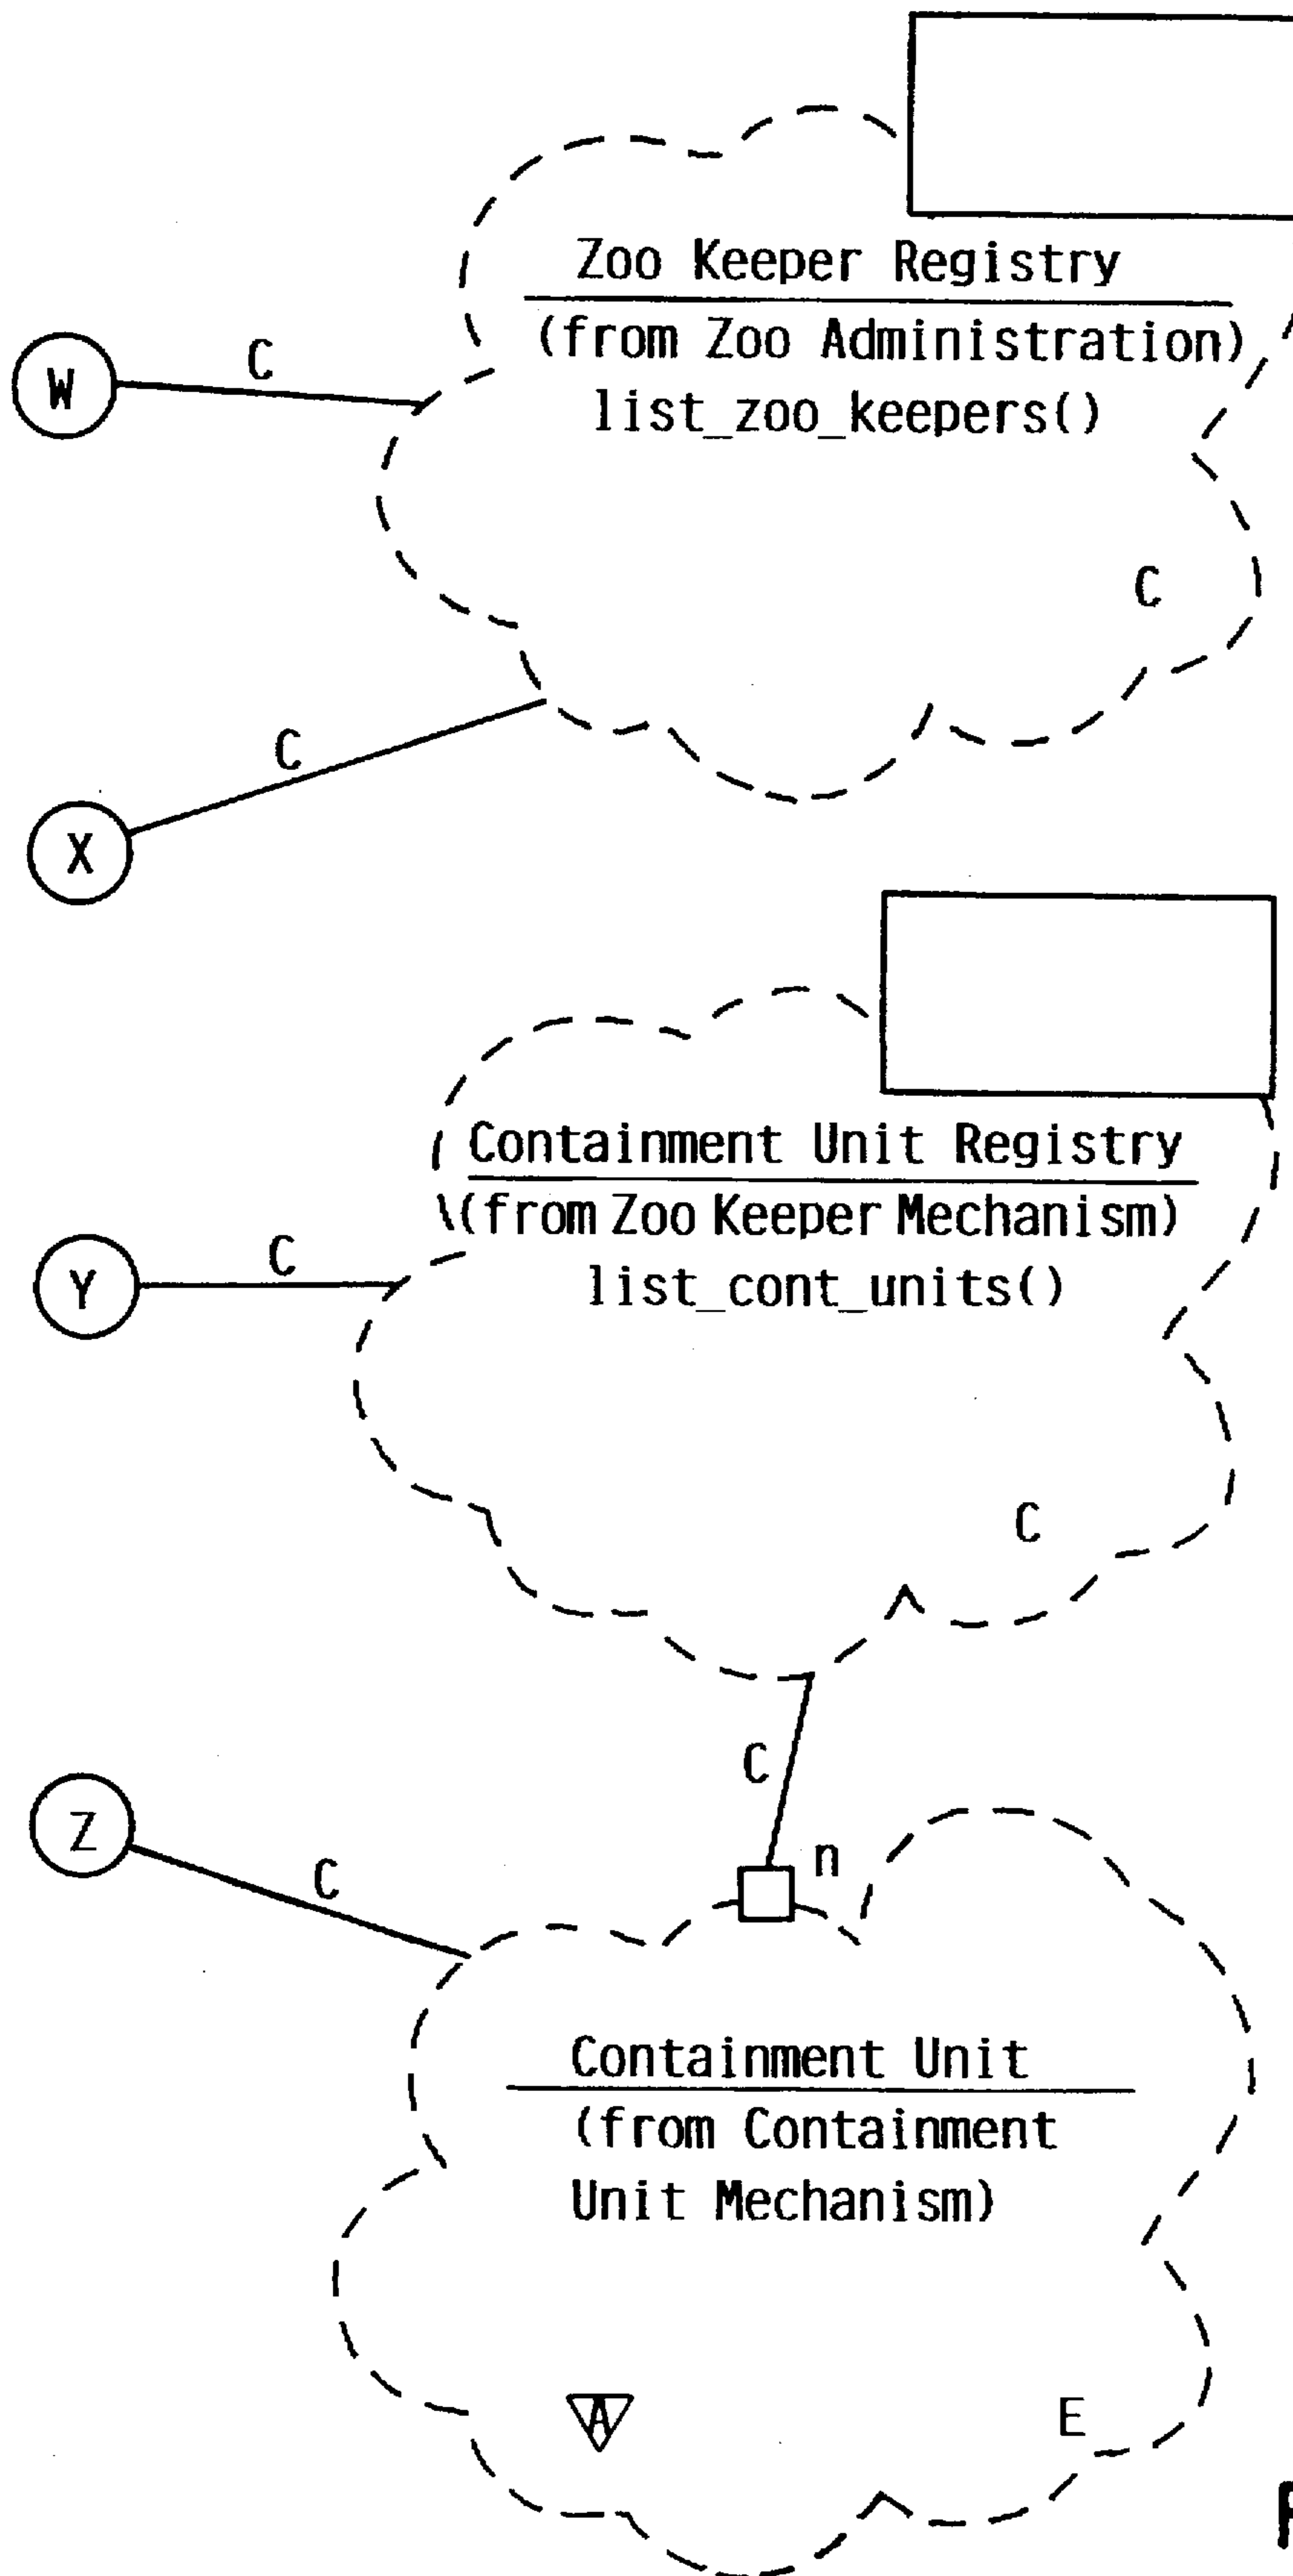 Zoo Keeper Registry
(from Zoo Administration)
list_zoo_keepers()
W
C
C
C
X
Containment Unit Registry
(from Zoo Keeper Mechanism)
list_cont_units()
Y
C
C
C
n
Z
C
Containment Unit
(from Containment
Unit Mechanism)
A
E